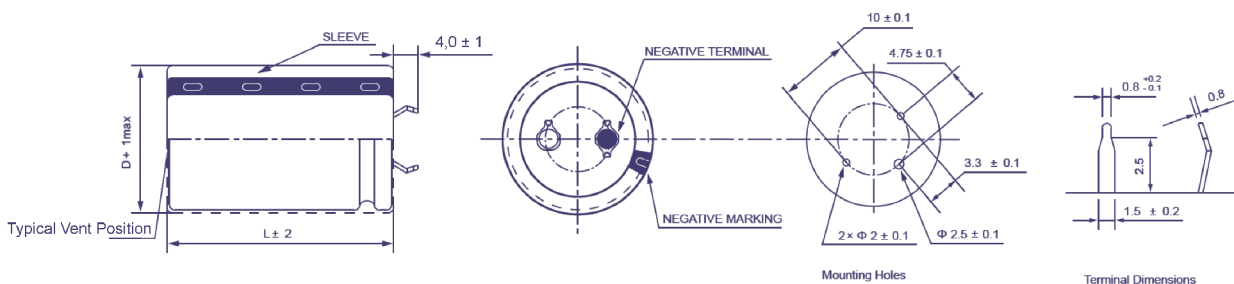 SLEEVE
4,0 ± 1
D+ 1max
Typical Vent Position
L± 2
NEGATIVE TERMINAL
NEGATIVE MARKING
10 ± 0.1
4.75 ± 0.1
3.3 ± 0.1
2× Φ 2 ± 0.1
Φ 2.5 ± 0.1
Mounting Holes
0.8 +0.2 -0.1
0.8
2.5
1.5 ± 0.2
Terminal Dimensions